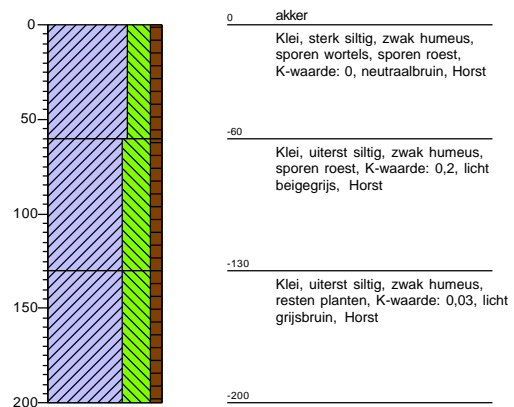 0
50
100
150
200
0 akker
Klei, sterk siltig, zwak humeus,
sporen wortels, sporen roest,
K-waarde: 0, neutraalbruin, Horst
-60
Klei, uiterst siltig, zwak humeus,
sporen roest, K-waarde: 0,2, licht
beigegrijs, Horst
-130
Klei, uiterst siltig, zwak humeus,
resten planten, K-waarde: 0,03, licht
grijsbruin, Horst
-200